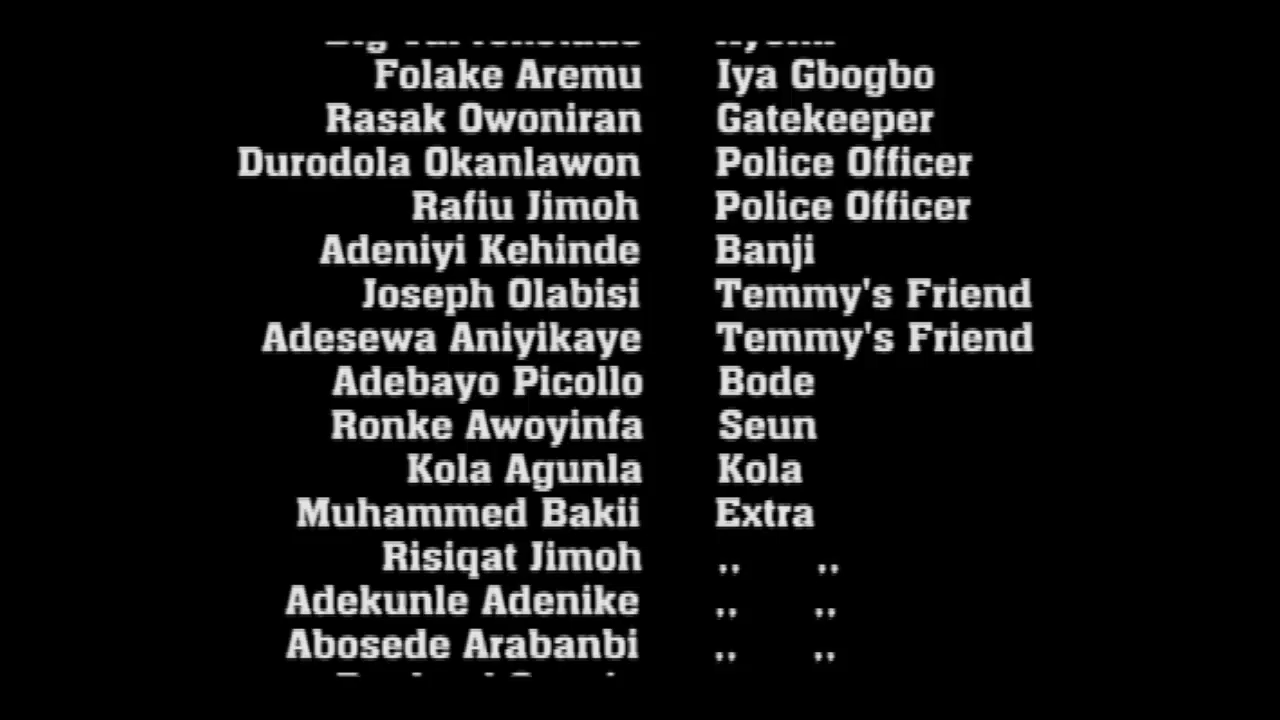 Folake Aremu Iya Gbogbo
Rasak Owoniran Gatekeeper
Durodola Okanlawon Police Officer
Rafiu Jimoh Police Officer
Adeniyi Kehinde Banji
Joseph Olabisi Temmy's Friend
Adesewa Aniyikaye Temmy's Friend
Adebayo Picollo Bode
Ronke Awoyinfa Seun
Kola Agunla Kola
Muhammed Bakii Extra
Risiqat Jimoh ,, ,,
Adekunle Adenike ,, ,,
Abosede Arabanbi ,, ,,